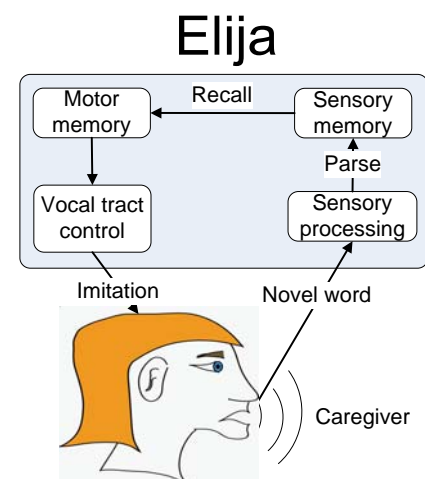 Elija
Motor
memory
Recall
Sensory
memory
Parse
Vocal tract
control
Sensory
processing
Imitation
Novel word
Caregiver